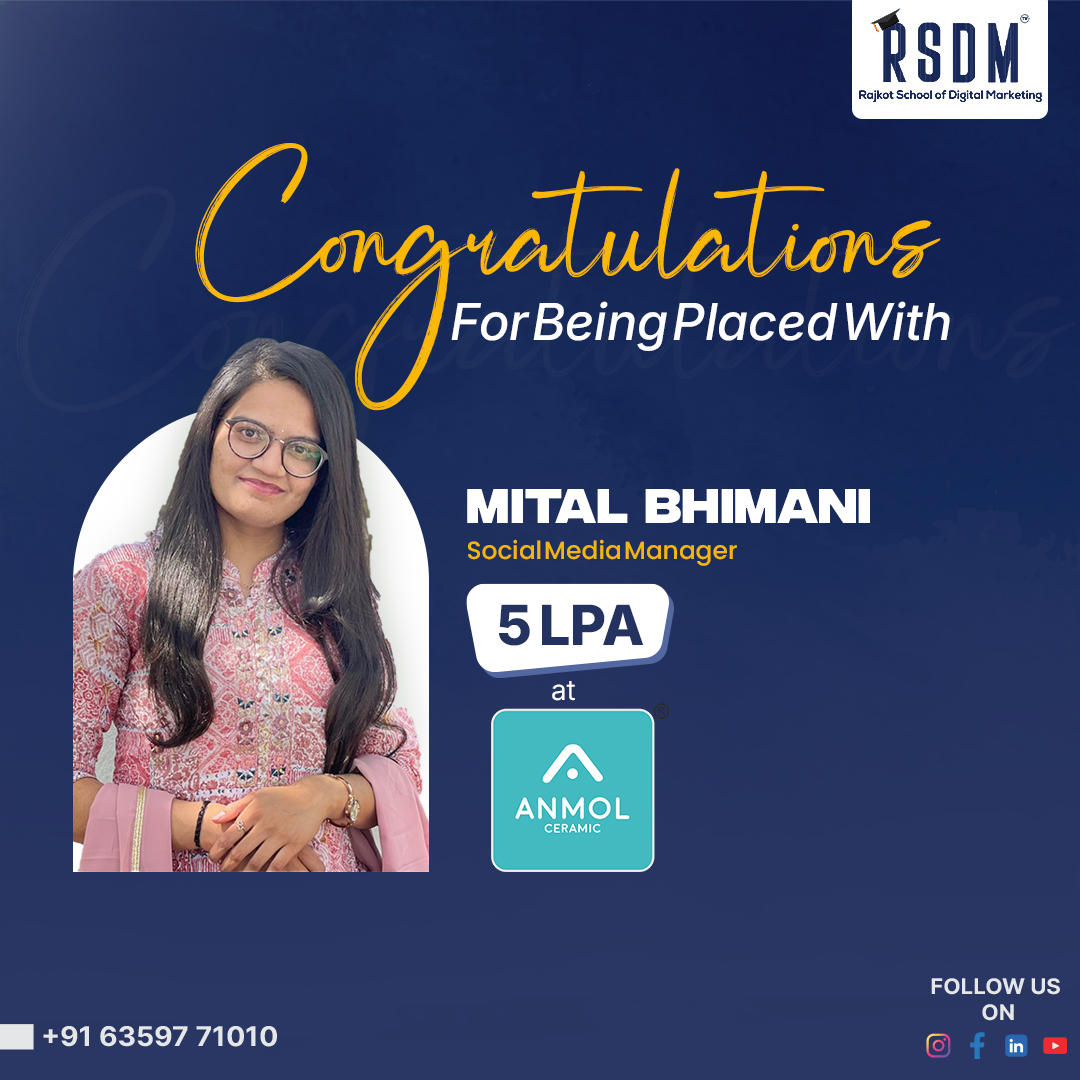 RSDM™
Rajkot School of Digital Marketing
Congratulations
For Being Placed With
MITAL BHIMANI
Social Media Manager
5 LPA
at
®
ANMOL
CERAMIC
FOLLOW US
ON
+91 63597 71010